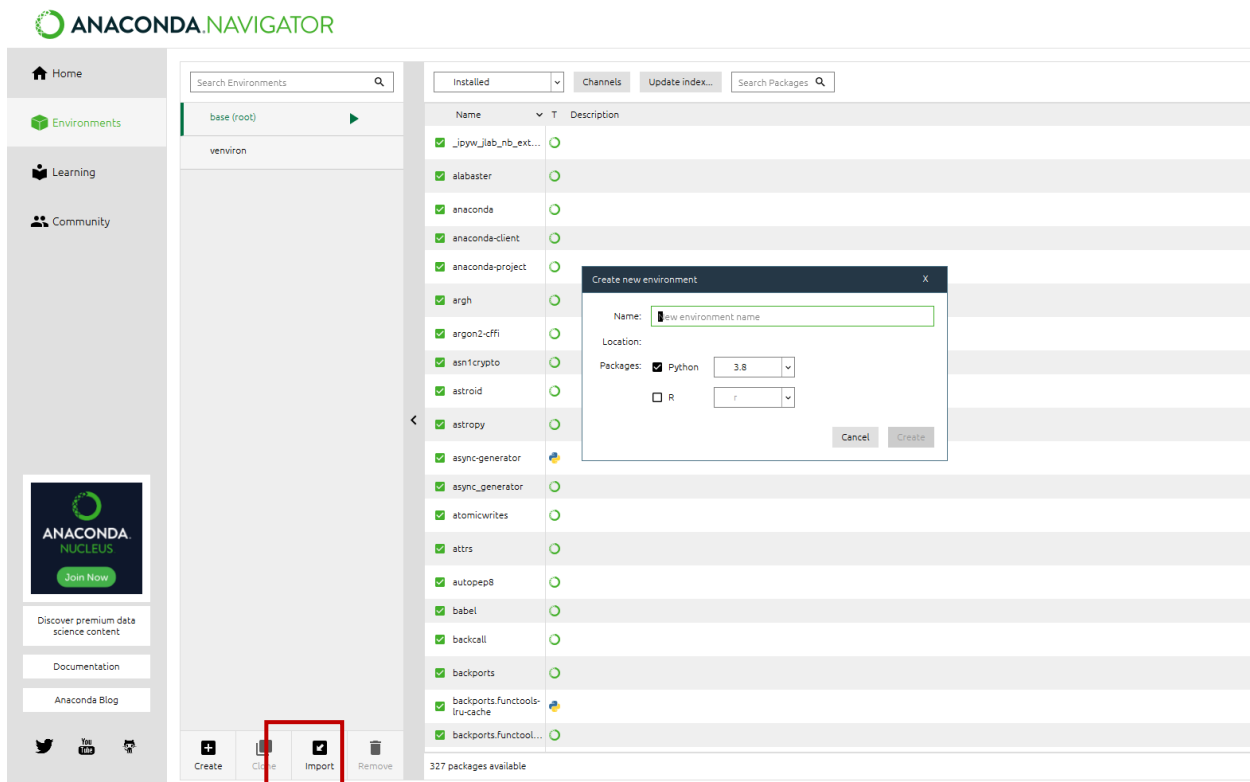 ANACONDA.NAVIGATOR
Home
Environments
Learning
Community
ANACONDA.
NUCLEUS
Join Now
Discover premium data
science content
Documentation
Anaconda Blog
You
Tube
Search Environments
base (root)
venviron
Create
Clone
Import
Remove
Installed
Channels
Update index...
Search Packages
Name
T
Description
_ipyw_jlab_nb_ext...
alabaster
anaconda
anaconda-client
anaconda-project
argh
argon2-cffi
asn1crypto
astroid
astropy
async-generator
async_generator
atomicwrites
attrs
autopep8
babel
backcall
backports
backports.functools-
lru-cache
backports.functool...
327 packages available
Create new environment
X
Name:
New environment name
Location:
Packages:
Python
3.8
R
r
Cancel
Create